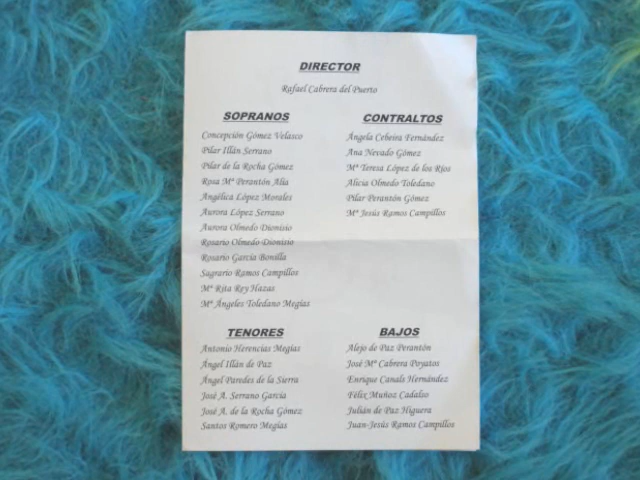 DIRECTOR
Rafael Cabrera del Puerto
SOPRANOS
Concepción Gómez Velasco
Pilar Illán Serrano
Pilar de la Rocha Gómez
Rosa Mª Perantón Alía
Angélica López Morales
Aurora López Serrano
Aurora Olmedo Dionisio
Rosario Olmedo Dionisio
Rosario García Bonilla
Sagrario Ramos Campillos
Mª Rita Rey Hazas
Mª Ángeles Toledano Megías
CONTRALTOS
Ángela Cebeira Fernández
Ana Nevado Gómez
Mª Teresa López de los Ríos
Alicia Olmedo Toledano
Pilar Perantón Gómez
Mª Jesús Ramos Campillos
TENORES
Antonio Herencias Megías
Ángel Illán de Paz
Ángel Paredes de la Sierra
José A. Serrano García
José A. de la Rocha Gómez
Santos Romero Megías
BAJOS
Alejo de Paz Perantón
José Mª Cabrera Poyatos
Enrique Canals Hernández
Félix Muñoz Cadalso
Julián de Paz Higuera
Juan-Jesús Ramos Campillos